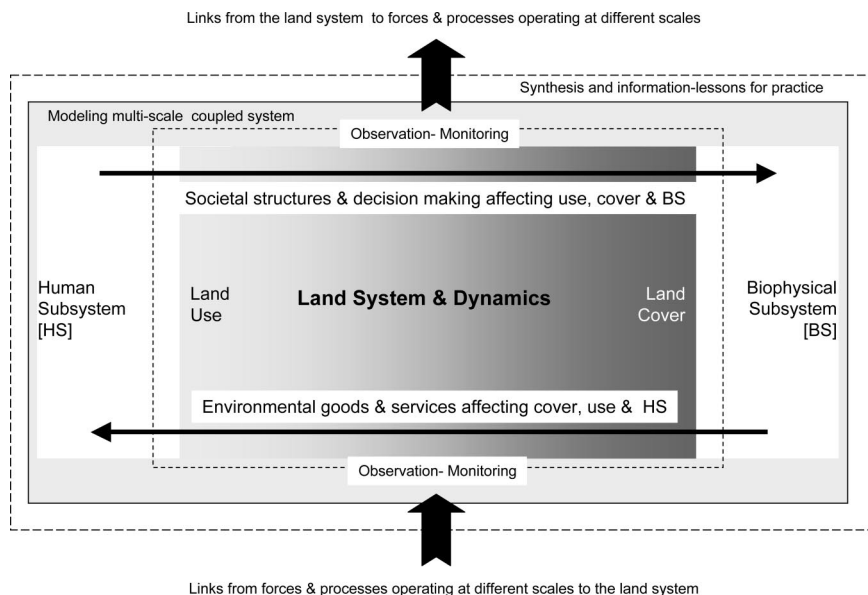 Links from the land system to forces & processes operating at different scales
Synthesis and information-lessons for practice
Modeling multi-scale coupled system
Observation- Monitoring
Societal structures & decision making affecting use, cover & BS
Human
Subsystem
[HS]
Land
Use
Land System & Dynamics
Land
Cover
Biophysical
Subsystem
[BS]
Environmental goods & services affecting cover, use & HS
Observation- Monitoring
Links from forces & processes operating at different scales to the land system